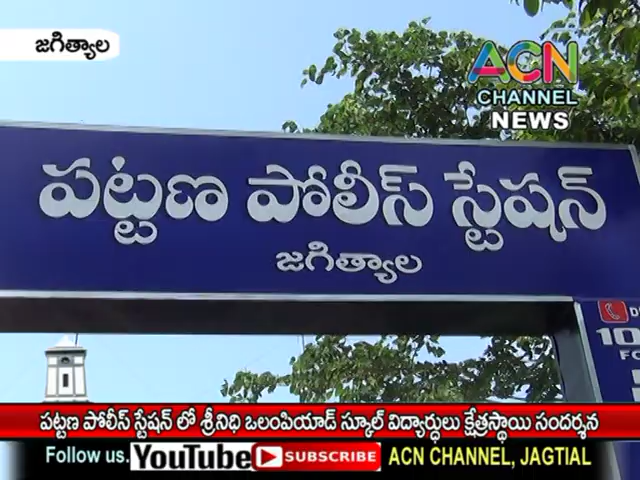 జగిత్యాల
ACN
CHANNEL
NEWS
పట్టణ పోలీస్ స్టేషన్
జగిత్యాల
పట్టణ పోలీస్ స్టేషన్ లో శ్రీనిధి ఒలంపియాడ్ స్కూల్ విద్యార్ధులు క్షేత్రస్థాయి సందర్శన
Follow us. YouTube SUBSCRIBE ACN CHANNEL, JAGTIAL